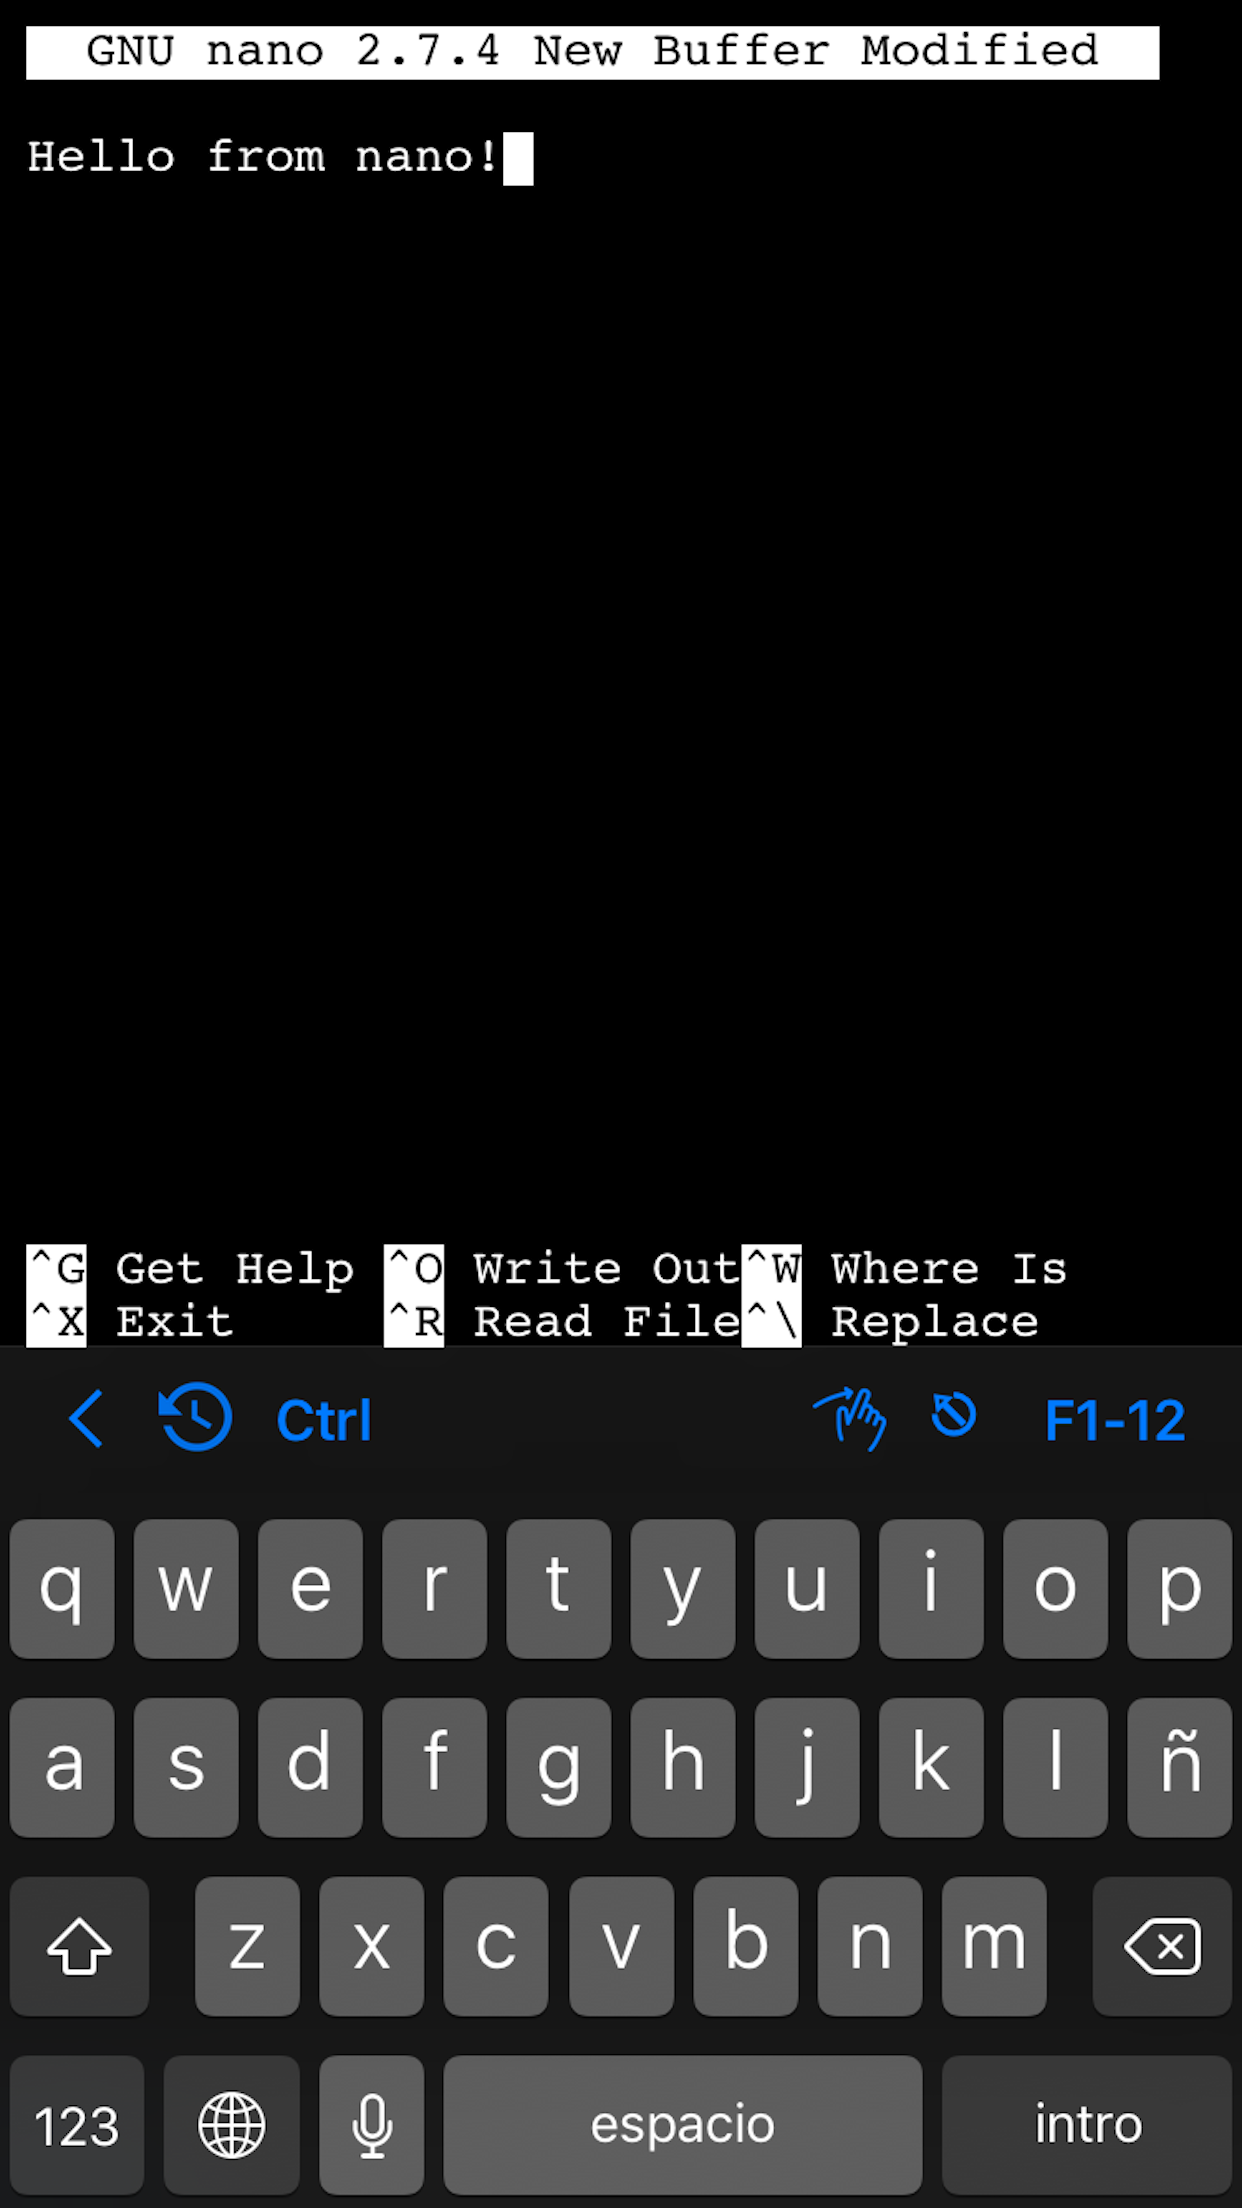 GNU nano 2.7.4 New Buffer Modified
Hello from nano!
^G Get Help ^O Write Out^W Where Is
^X Exit ^R Read File^\ Replace
Ctrl F1-12
q w e r t y u i o p
a s d f g h j k l ñ
z x c v b n m
123 espacio intro